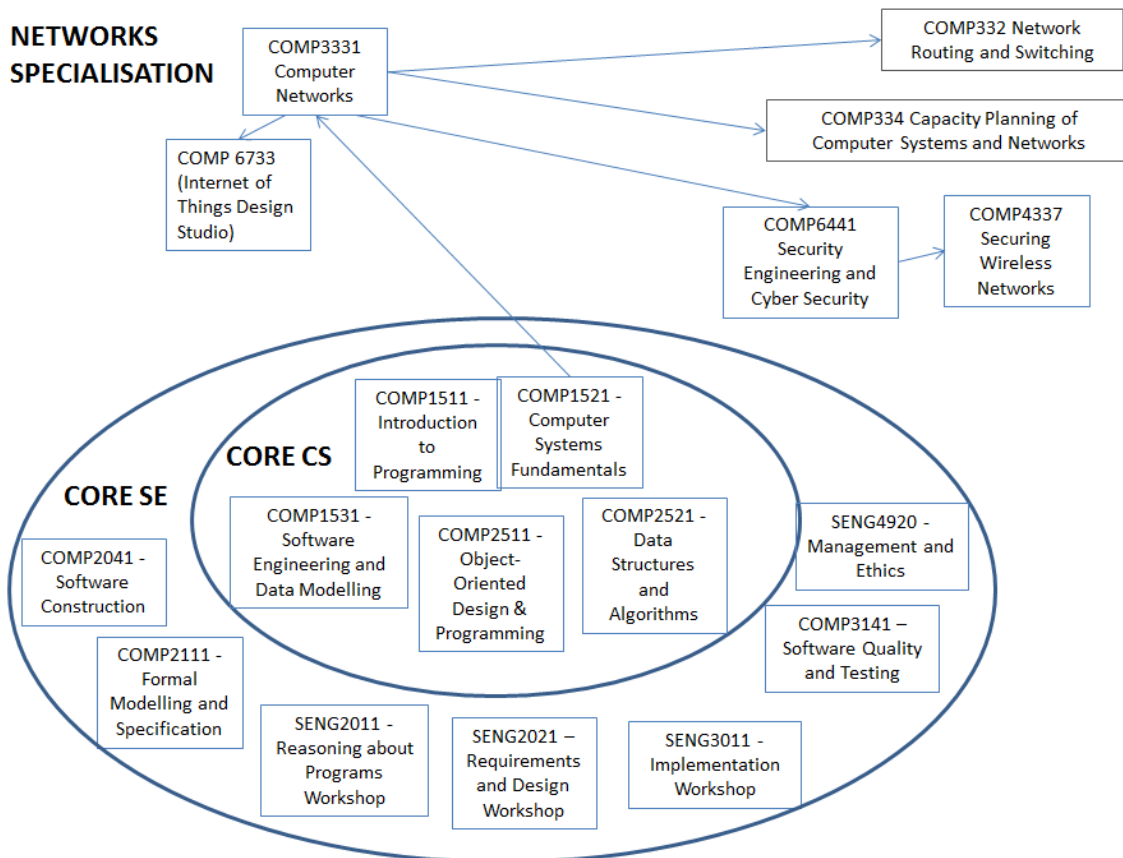 NETWORKS
SPECIALISATION
COMP3331
Computer
Networks
COMP332 Network
Routing and Switching
COMP334 Capacity Planning of
Computer Systems and Networks
COMP 6733
(Internet of
Things Design
Studio)
COMP6441
Security
Engineering and
Cyber Security
COMP4337
Securing
Wireless
Networks
CORE CS
COMP1511 -
Introduction
to
Programming
COMP1521 -
Computer
Systems
Fundamentals
CORE SE
COMP1531 -
Software
Engineering and
Data Modelling
COMP2511 -
Object-
Oriented
Design &
Programming
COMP2521 -
Data
Structures
and
Algorithms
SENG4920 -
Management and
Ethics
COMP2041 -
Software
Construction
COMP3141 –
Software Quality
and Testing
COMP2111 -
Formal
Modelling and
Specification
SENG2011 -
Reasoning about
Programs
Workshop
SENG2021 –
Requirements
and Design
Workshop
SENG3011 -
Implementation
Workshop